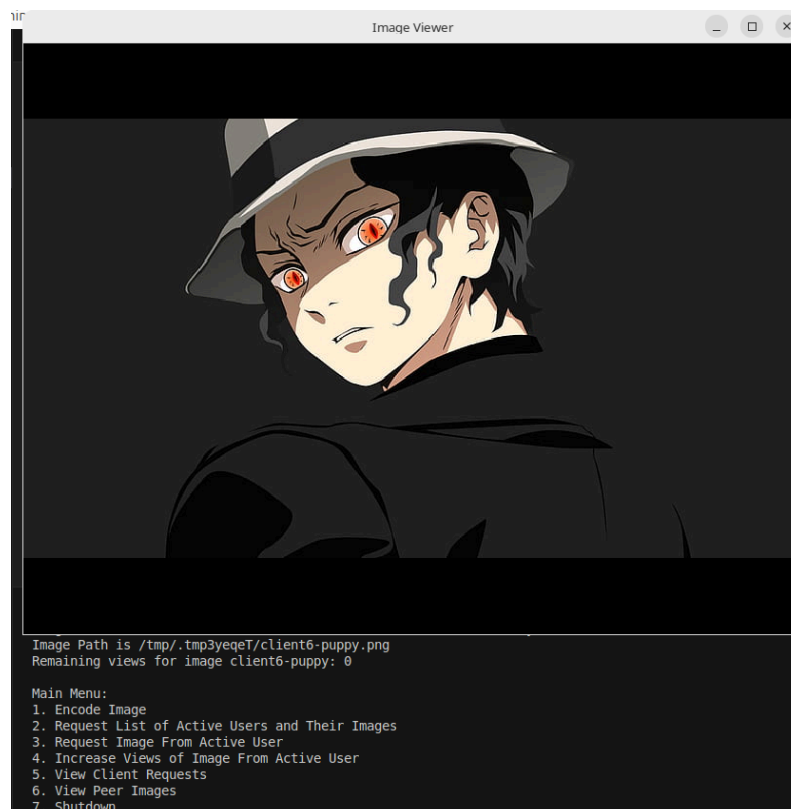 Image Viewer
Image Path is /tmp/.tmp3yeqeT/client6-puppy.png
Remaining views for image client6-puppy: 0
Main Menu:
1. Encode Image
2. Request List of Active Users and Their Images
3. Request Image From Active User
4. Increase Views of Image From Active User
5. View Client Requests
6. View Peer Images
7. Shutdown